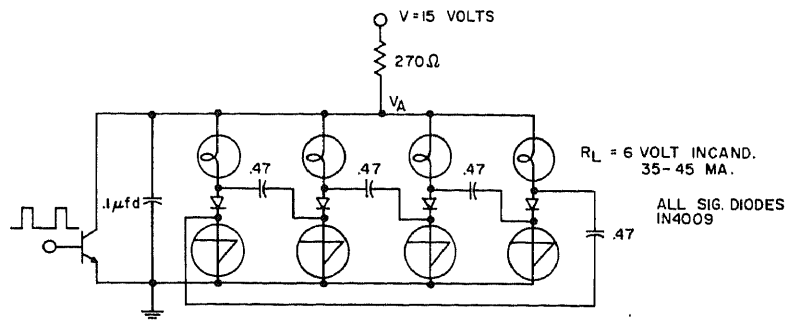 V = 15 VOLTS
270Ω
VA
RL = 6 VOLT INCAND.
35-45 MA.
.47
.47
.47
.1µfd
ALL SIG. DIODES
IN4009
.47